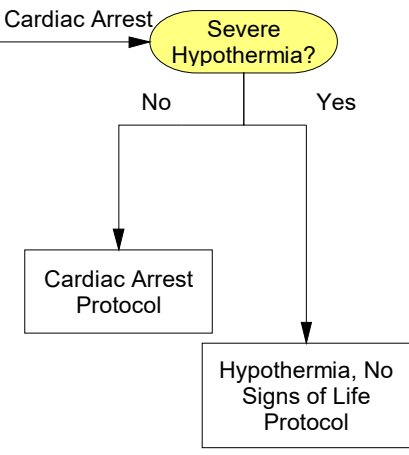 Cardiac Arrest
Severe
Hypothermia?
No
Yes
Cardiac Arrest
Protocol
Hypothermia, No
Signs of Life
Protocol